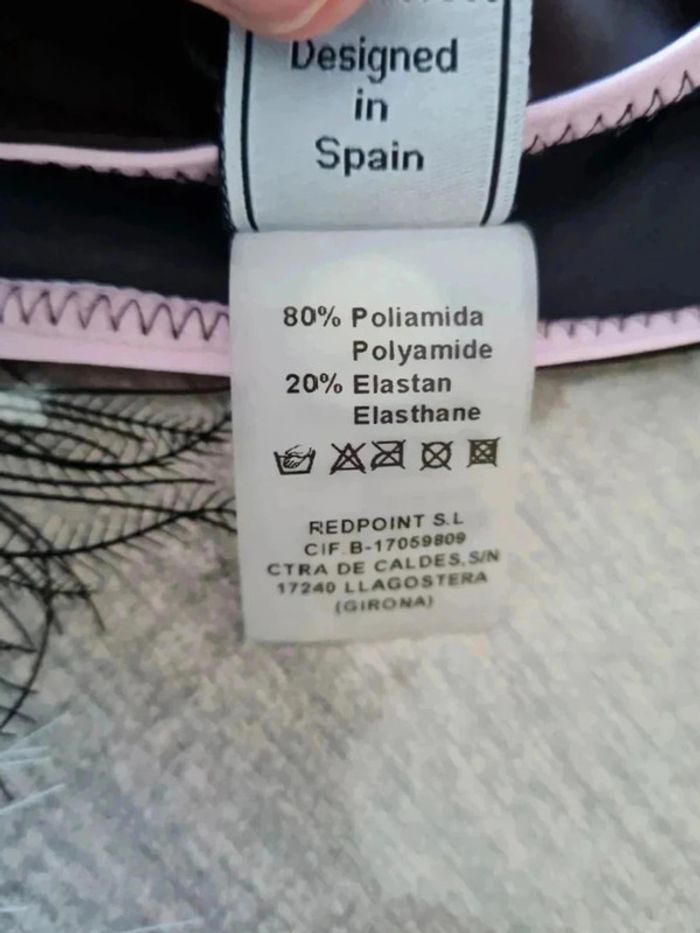 Designed
in
Spain
80% Poliamida
Polyamide
20% Elastan
Elasthane
REDPOINT S.L
CIF.B-17059809
CTRA DE CALDES,S/N
17240 LLAGOSTERA
(GIRONA)